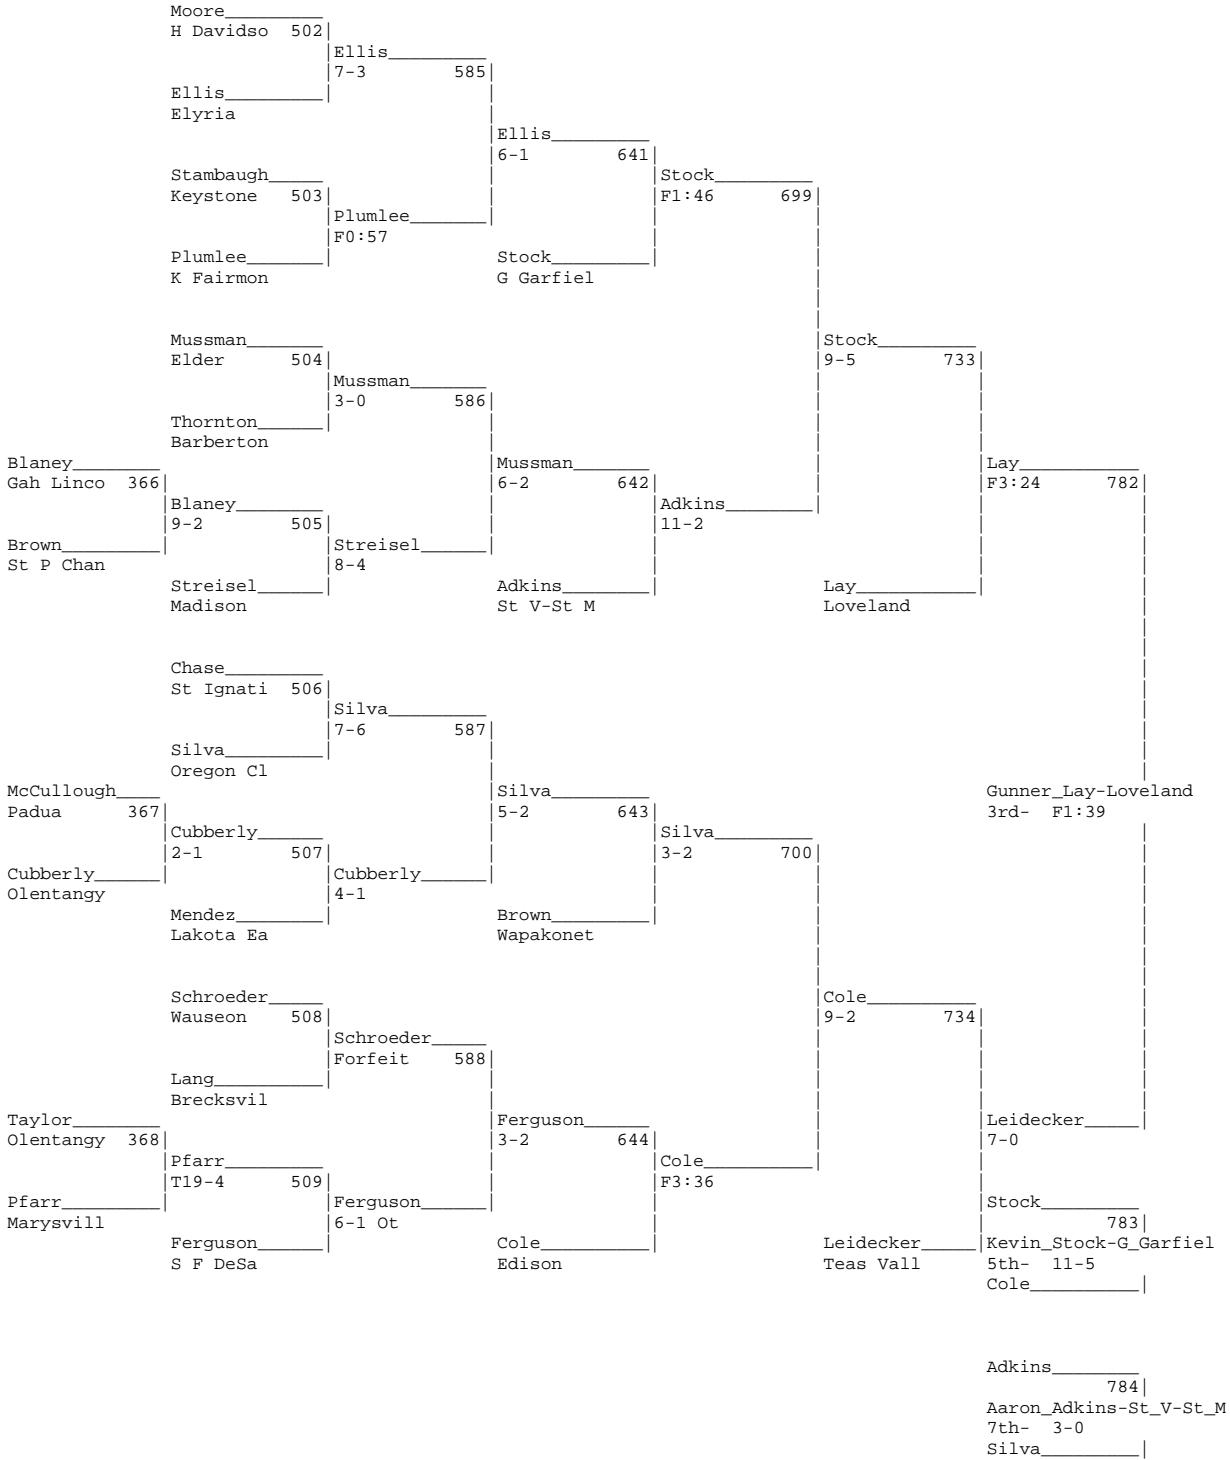 Moore
H Davidso 502
Ellis
7-3 585
Ellis
Elyria
Ellis
6-1 641
Stambaugh
Stock
Keystone 503
F1:46 699
Plumlee
F0:57
Plumlee
Stock
K Fairmon
G Garfiel
Mussman
Stock
Elder 504
9-5 733
Mussman
3-0 586
Thornton
Barberton
Blaney
Mussman
Lay
Gah Linco 366
6-2 642
F3:24 782
Blaney
Adkins
9-2 505
11-2
Brown
Streisel
St P Chan
8-4
Streisel
Adkins
Lay
Madison
St V-St M
Loveland
Chase
St Ignati 506
Silva
7-6 587
Silva
Oregon Cl
McCullough
Silva
Gunner_Lay-Loveland
Padua 367
5-2 643
3rd- F1:39
Cubberly
Silva
2-1 507
3-2 700
Cubberly
Cubberly
Olentangy
4-1
Mendez
Brown
Lakota Ea
Wapakonet
Schroeder
Cole
Wauseon 508
9-2 734
Schroeder
Forfeit 588
Lang
Brecksvil
Taylor
Ferguson
Leidecker
Olentangy 368
3-2 644
7-0
Pfarr
Cole
T19-4 509
F3:36
Pfarr
Ferguson
Stock
Marysvill
6-1 Ot
783
Ferguson
Cole
Leidecker
Kevin_Stock-G_Garfiel
S F DeSa
Edison
Teas Vall
5th- 11-5
Cole
Adkins
784
Aaron_Adkins-St_V-St_M
7th- 3-0
Silva